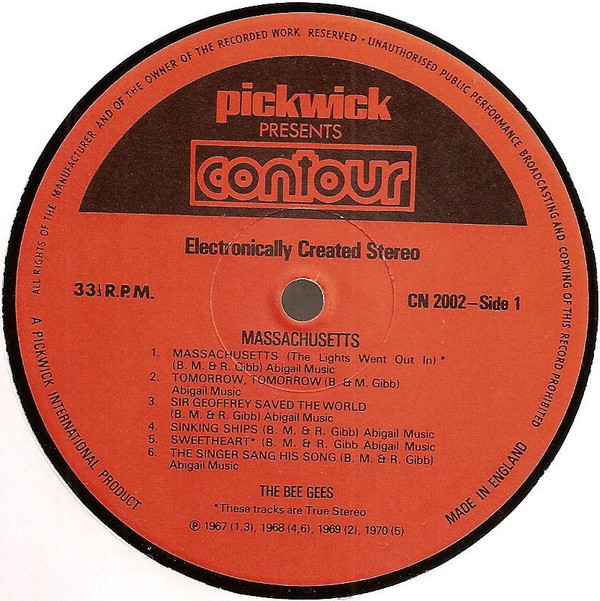 ALL RIGHTS OF THE MANUFACTURER AND OF THE OWNER OF THE RECORDED WORK RESERVED · UNAUTHORISED PUBLIC PERFORMANCE BROADCASTING AND COPYING OF THIS RECORD PROHIBITED
pickwick
PRESENTS
contour
Electronically Created Stereo
33⅓ R.P.M.
CN 2002–Side 1
MASSACHUSETTS
1. MASSACHUSETTS (The Lights Went Out In) *
(B. M. & R. Gibb) Abigail Music
2. TOMORROW, TOMORROW (B & M. Gibb)
Abigail Music
3. SIR GEOFFREY SAVED THE WORLD
(B. M. & R. Gibb) Abigail Music
4. SINKING SHIPS (B. M. & R. Gibb) Abigail Music
5. SWEETHEART* (B. M. & R. Gibb Abigail Music
6. THE SINGER SANG HIS SONG (B. M. & R. Gibb)
Abigail Music
THE BEE GEES
*These tracks are True Stereo
℗ 1967 (1,3), 1968 (4,6), 1969 (2), 1970 (5)
A PICKWICK INTERNATIONAL PRODUCT
MADE IN ENGLAND